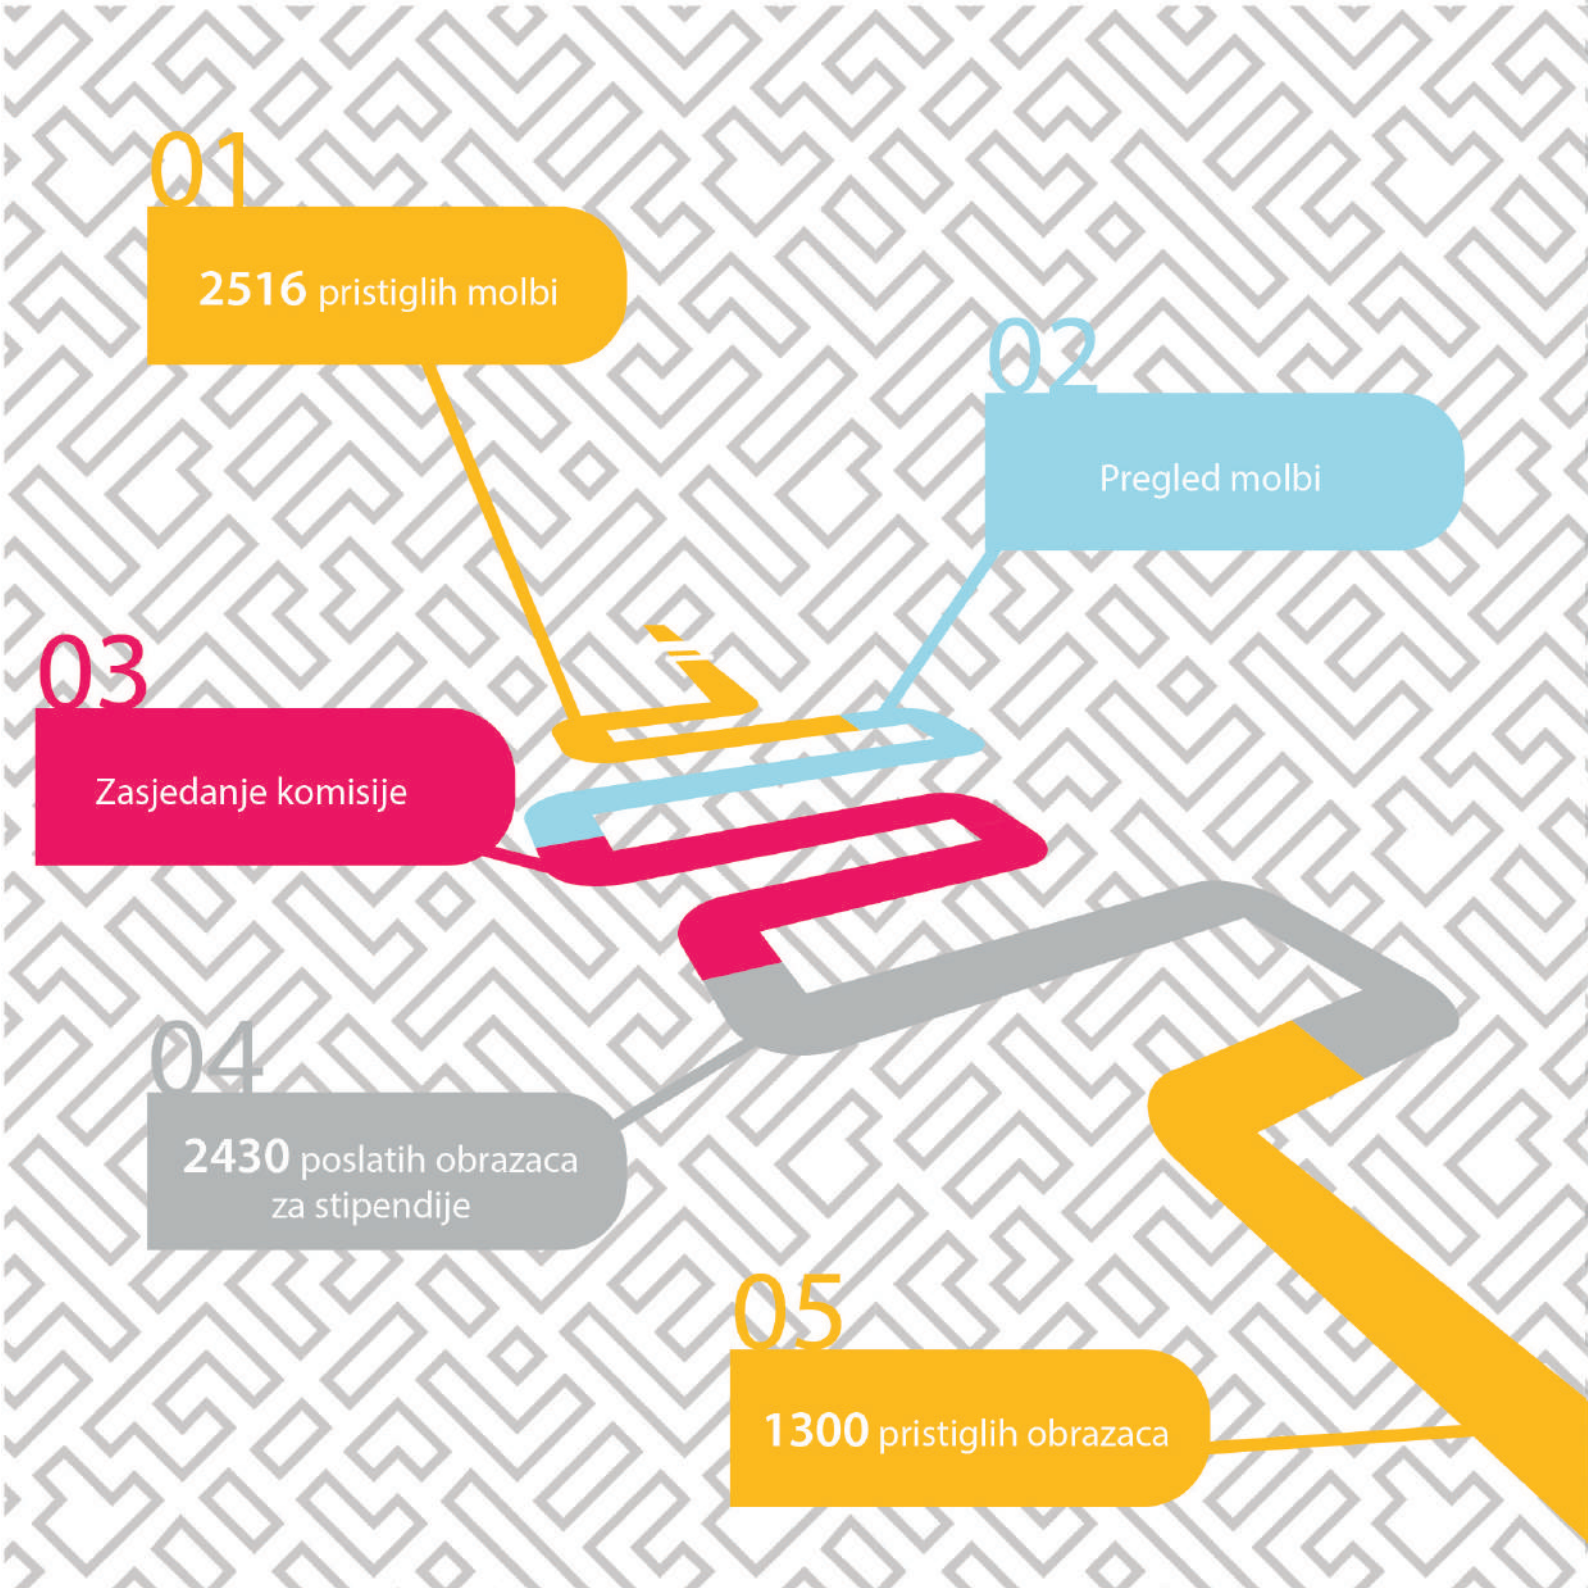 01
2516 pristiglih molbi
02
Pregled molbi
03
Zasjedanje komisije
04
2430 poslatih obrazaca
za stipendije
05
1300 pristiglih obrazaca